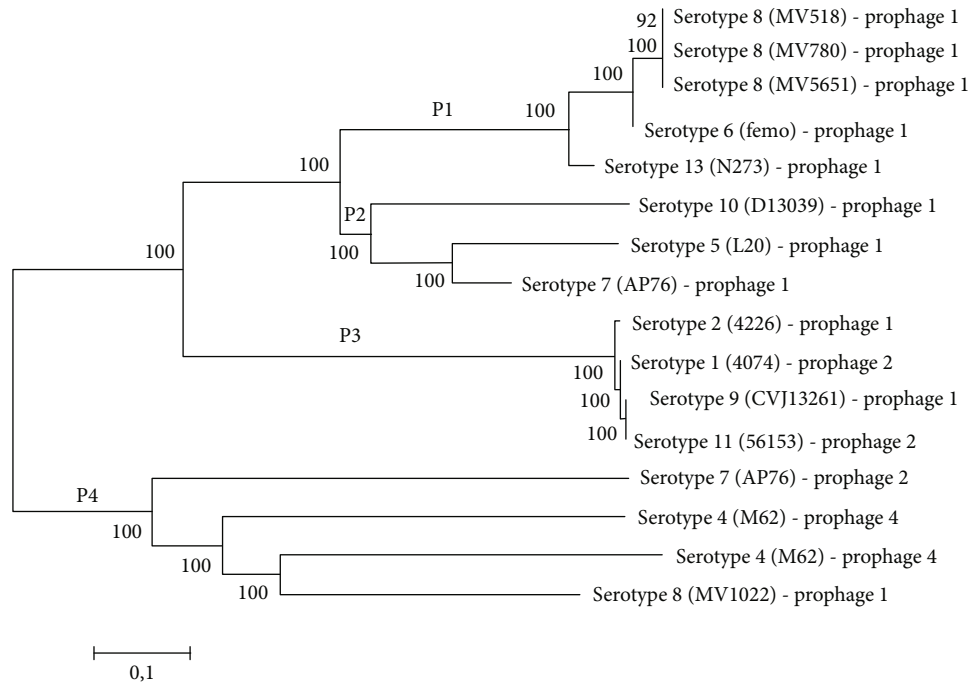 92
Serotype 8 (MV518) - prophage 1
100
Serotype 8 (MV780) - prophage 1
100
Serotype 8 (MV5651) - prophage 1
P1
100
Serotype 6 (femo) - prophage 1
100
Serotype 13 (N273) - prophage 1
P2
Serotype 10 (D13039) - prophage 1
100
100
Serotype 5 (L20) - prophage 1
100
Serotype 7 (AP76) - prophage 1
Serotype 2 (4226) - prophage 1
P3
Serotype 1 (4074) - prophage 2
100
100
Serotype 9 (CVJ13261) - prophage 1
100
Serotype 11 (56153) - prophage 2
Serotype 7 (AP76) - prophage 2
P4
Serotype 4 (M62) - prophage 4
100
Serotype 4 (M62) - prophage 4
100
100
Serotype 8 (MV1022) - prophage 1
0,1